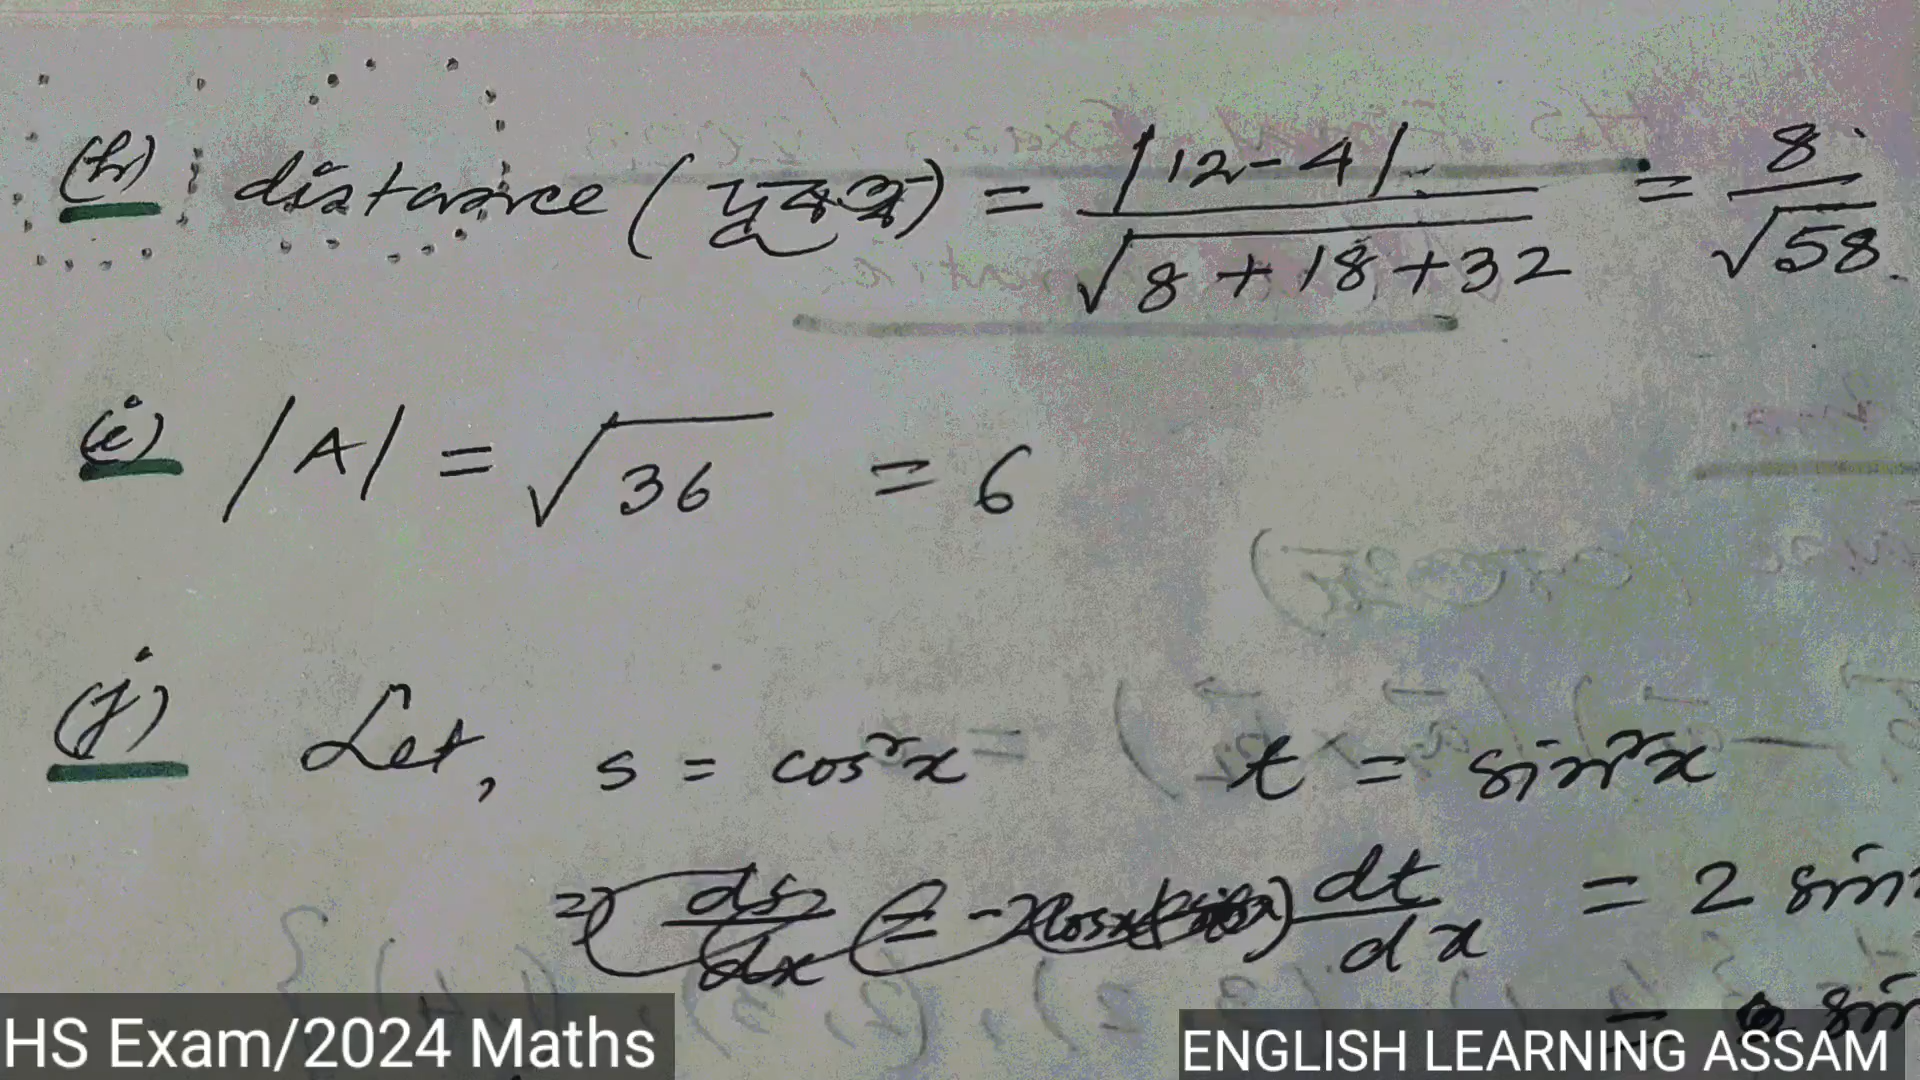 (h) distance (দূৰত্ব) = |12-4| / √8+18+32 = 8/√58
(i) |A| = √36 = 6
(j) Let, s = cos²x t = sin²x
dt/dx = 2 sin
= sin
HS Exam/2024 Maths
ENGLISH LEARNING ASSAM